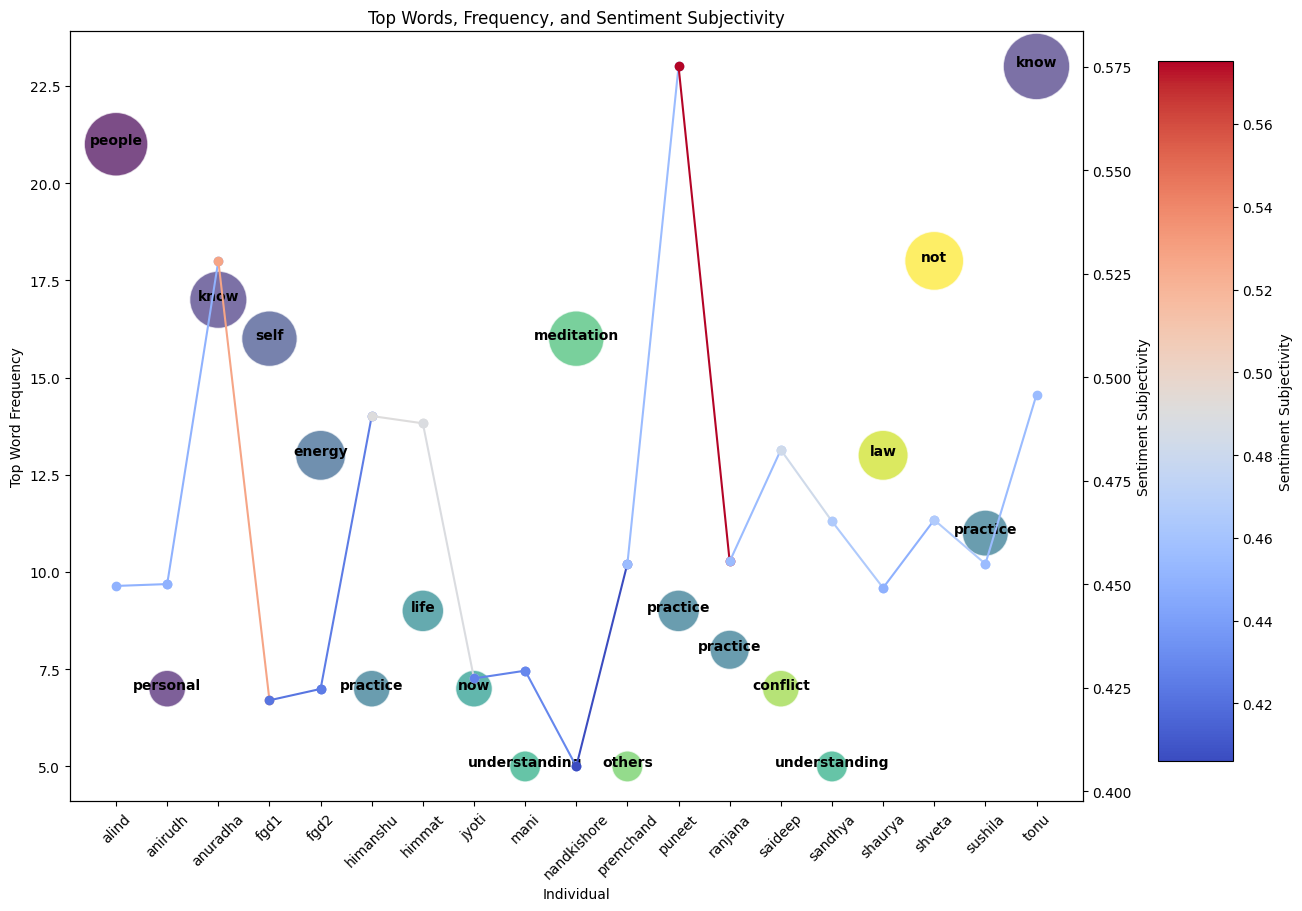 Top Words, Frequency, and Sentiment Subjectivity
Top Word Frequency
22.5
20.0
17.5
15.0
12.5
10.0
7.5
5.0
people
personal
know
self
energy
practice
life
now
understanding
meditation
others
practice
practice
conflict
understanding
law
not
practice
know
0.575
0.550
0.525
0.500
0.475
0.450
0.425
0.400
Sentiment Subjectivity
0.56
0.54
0.52
0.50
0.48
0.46
0.44
0.42
Sentiment Subjectivity
alind
anirudh
anuradha
fgd1
fgd2
himanshu
himmat
jyoti
mani
nandkishore
premchand
puneet
ranjana
saideep
sandhya
shaurya
shveta
sushila
tonu
Individual